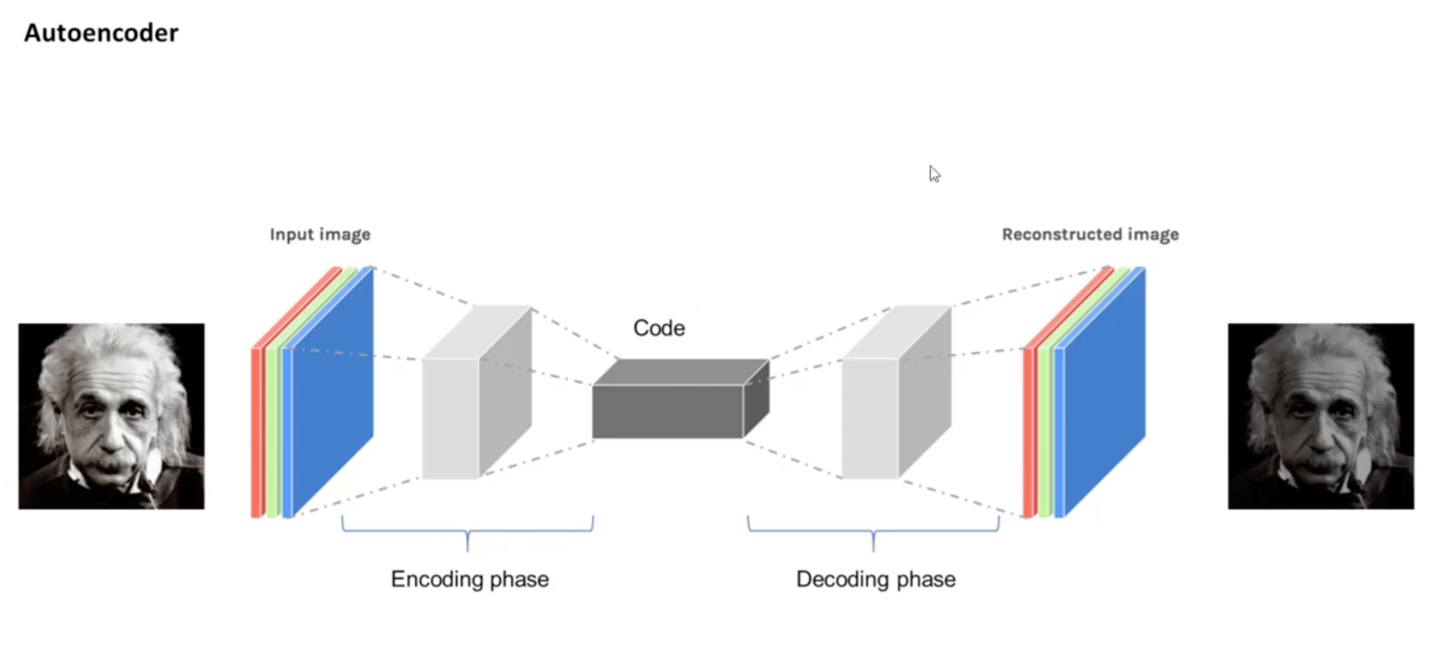 Autoencoder
Input image
Reconstructed image
Code
Encoding phase
Decoding phase